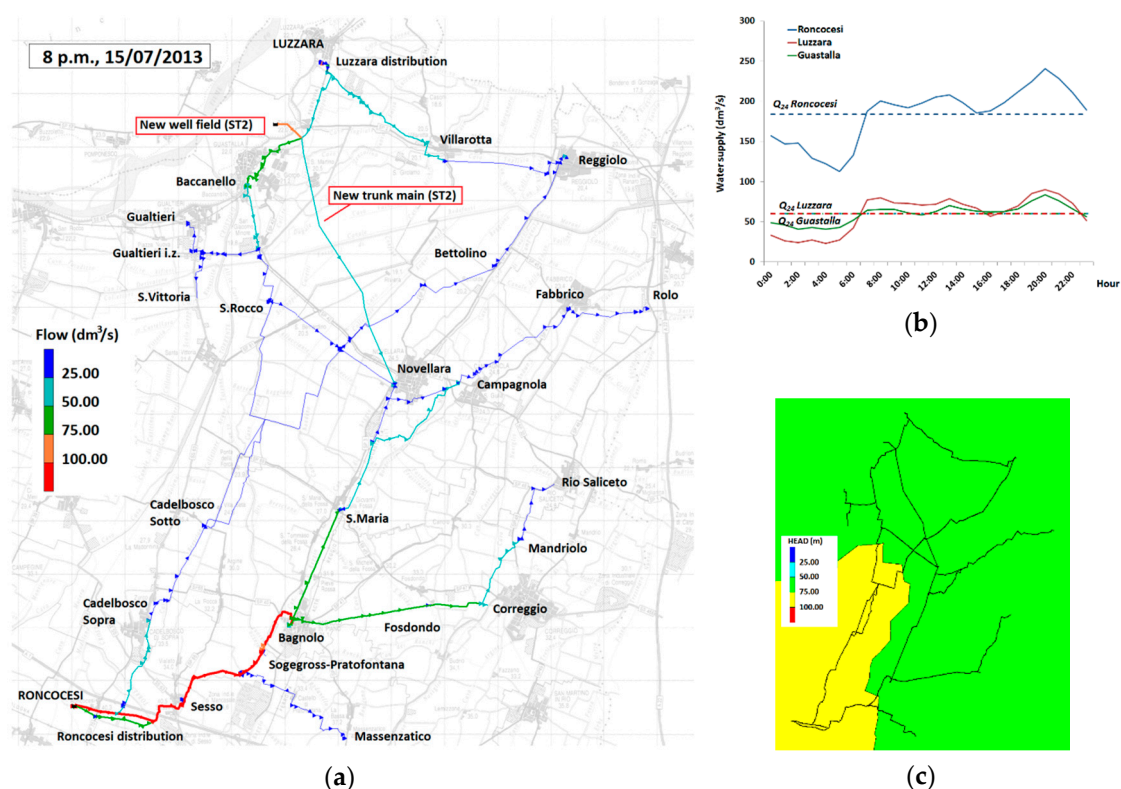 8 p.m., 15/07/2013
LUZZARA
Luzzara distribution
New well field (ST2)
Villarotta
Reggiolo
Baccanello
New trunk main (ST2)
Gualtieri
Gualtieri i.z.
Bettolino
S.Vittoria
S.Rocco
Fabbrico
Rolo
Flow (dm³/s)
25.00
50.00
75.00
100.00
Novellara
Campagnola
Cadelbosco
Sotto
S.Maria
Rio Saliceto
Mandriolo
Cadelbosco
Sopra
Correggio
Bagnolo
Fosdondo
Sogegross-Pratofontana
RONCOCESI
Sesso
Roncocesi distribution
Massenzatico
(a)
Water supply (dm³/s)
300
250
200
150
100
50
0
Roncocesi
Luzzara
Guastalla
Q24 Roncocesi
Q24 Luzzara
Q24 Guastalla
0:00
2:00
4:00
6:00
8:00
10:00
12:00
14:00
16:00
18:00
20:00
22:00
Hour
(b)
HEAD (m)
25.00
50.00
75.00
100.00
(c)